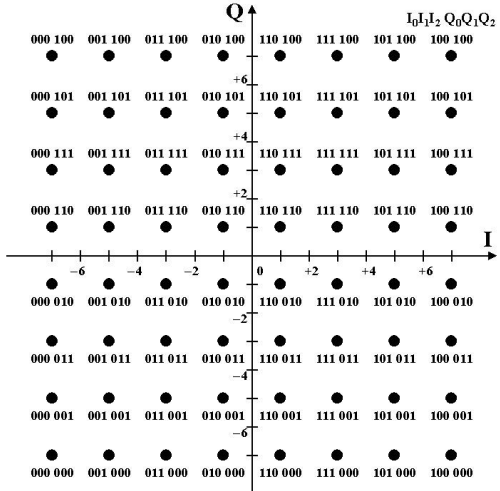 Q
I₀I₁I₂ Q₀Q₁Q₂
000 100 001 100 011 100 010 100 110 100 111 100 101 100 100 100
+6
000 101 001 101 011 101 010 101 110 101 111 101 101 101 100 101
+4
000 111 001 111 011 111 010 111 110 111 111 111 101 111 100 111
+2
000 110 001 110 011 110 010 110 110 110 111 110 101 110 100 110
I
−6 −4 −2 0 +2 +4 +6
000 010 001 010 011 010 010 010 110 010 111 010 101 010 100 010
−2
000 011 001 011 011 011 010 011 110 011 111 011 101 011 100 011
−4
000 001 001 001 011 001 010 001 110 001 111 001 101 001 100 001
−6
000 000 001 000 011 000 010 000 110 000 111 000 101 000 100 000